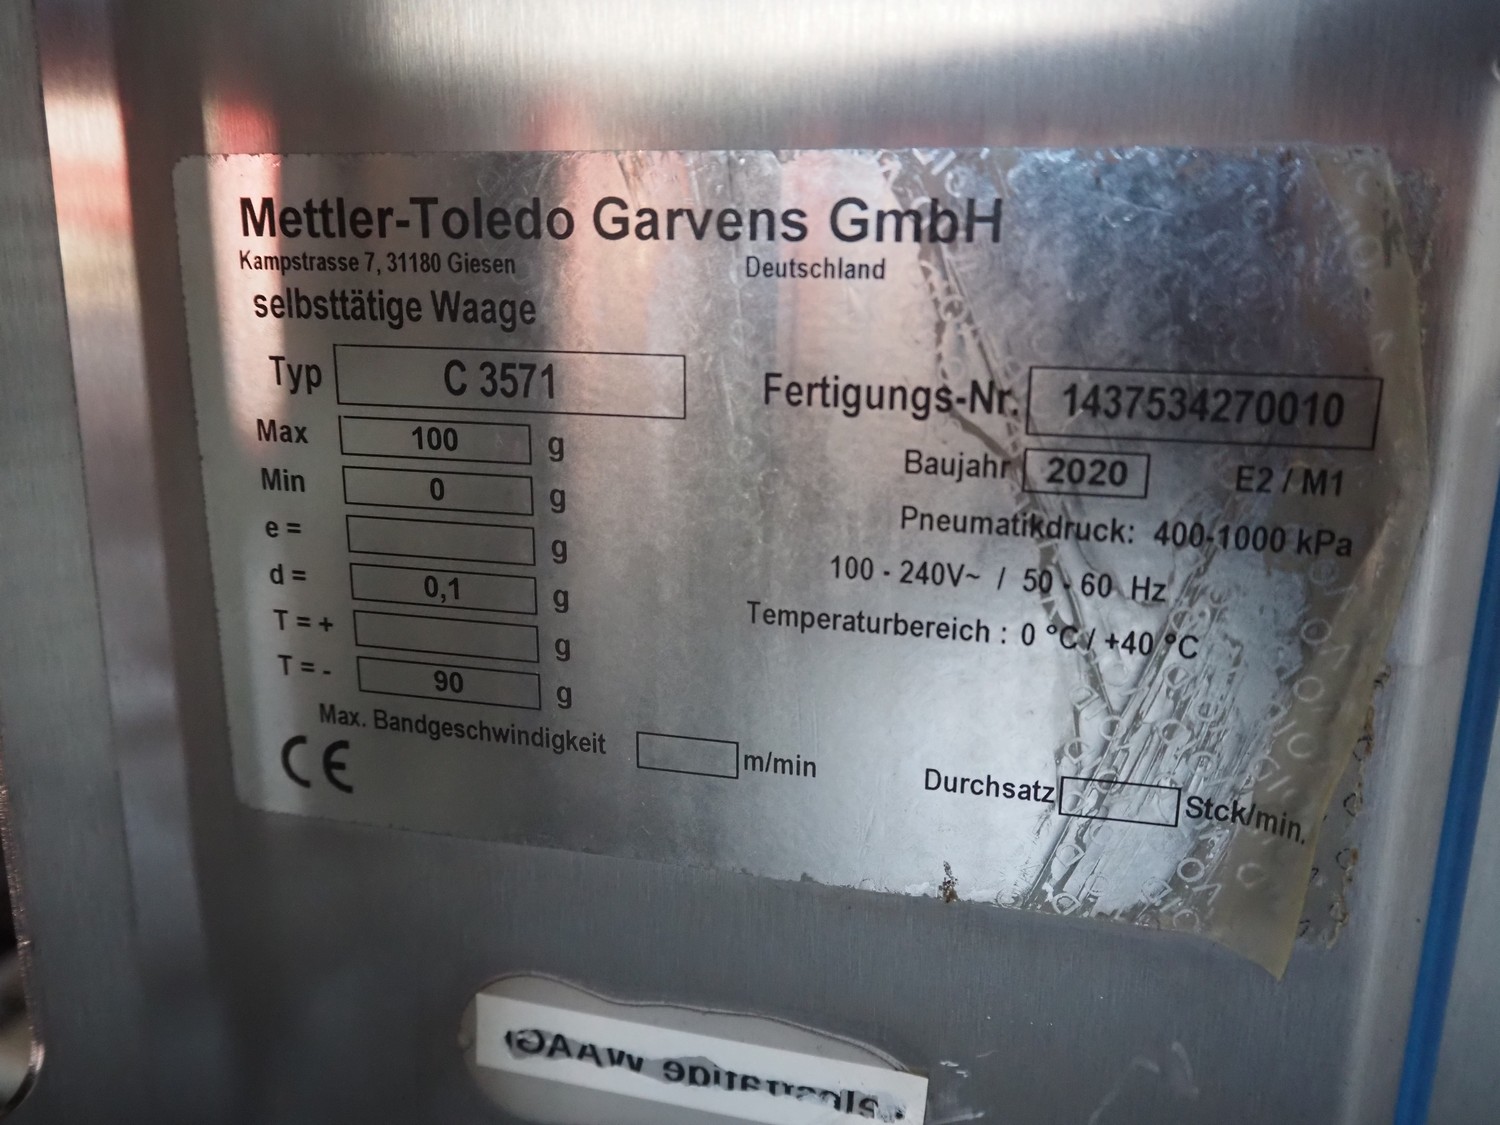 Mettler-Toledo Garvens GmbH
Kampstrasse 7, 31180 Giesen Deutschland
selbsttätige Waage
Typ C 3571 Fertigungs-Nr. 1437534270010
Max 100 g
Baujahr 2020 E2 / M1
Min 0 g
Pneumatikdruck: 400-1000 kPa
e = g
100 - 240V~ / 50 - 60 Hz
d = 0,1 g
Temperaturbereich : 0 °C / +40 °C
T = + g
T = - 90 g
Max. Bandgeschwindigkeit m/min
Durchsatz Stck/min.
CE